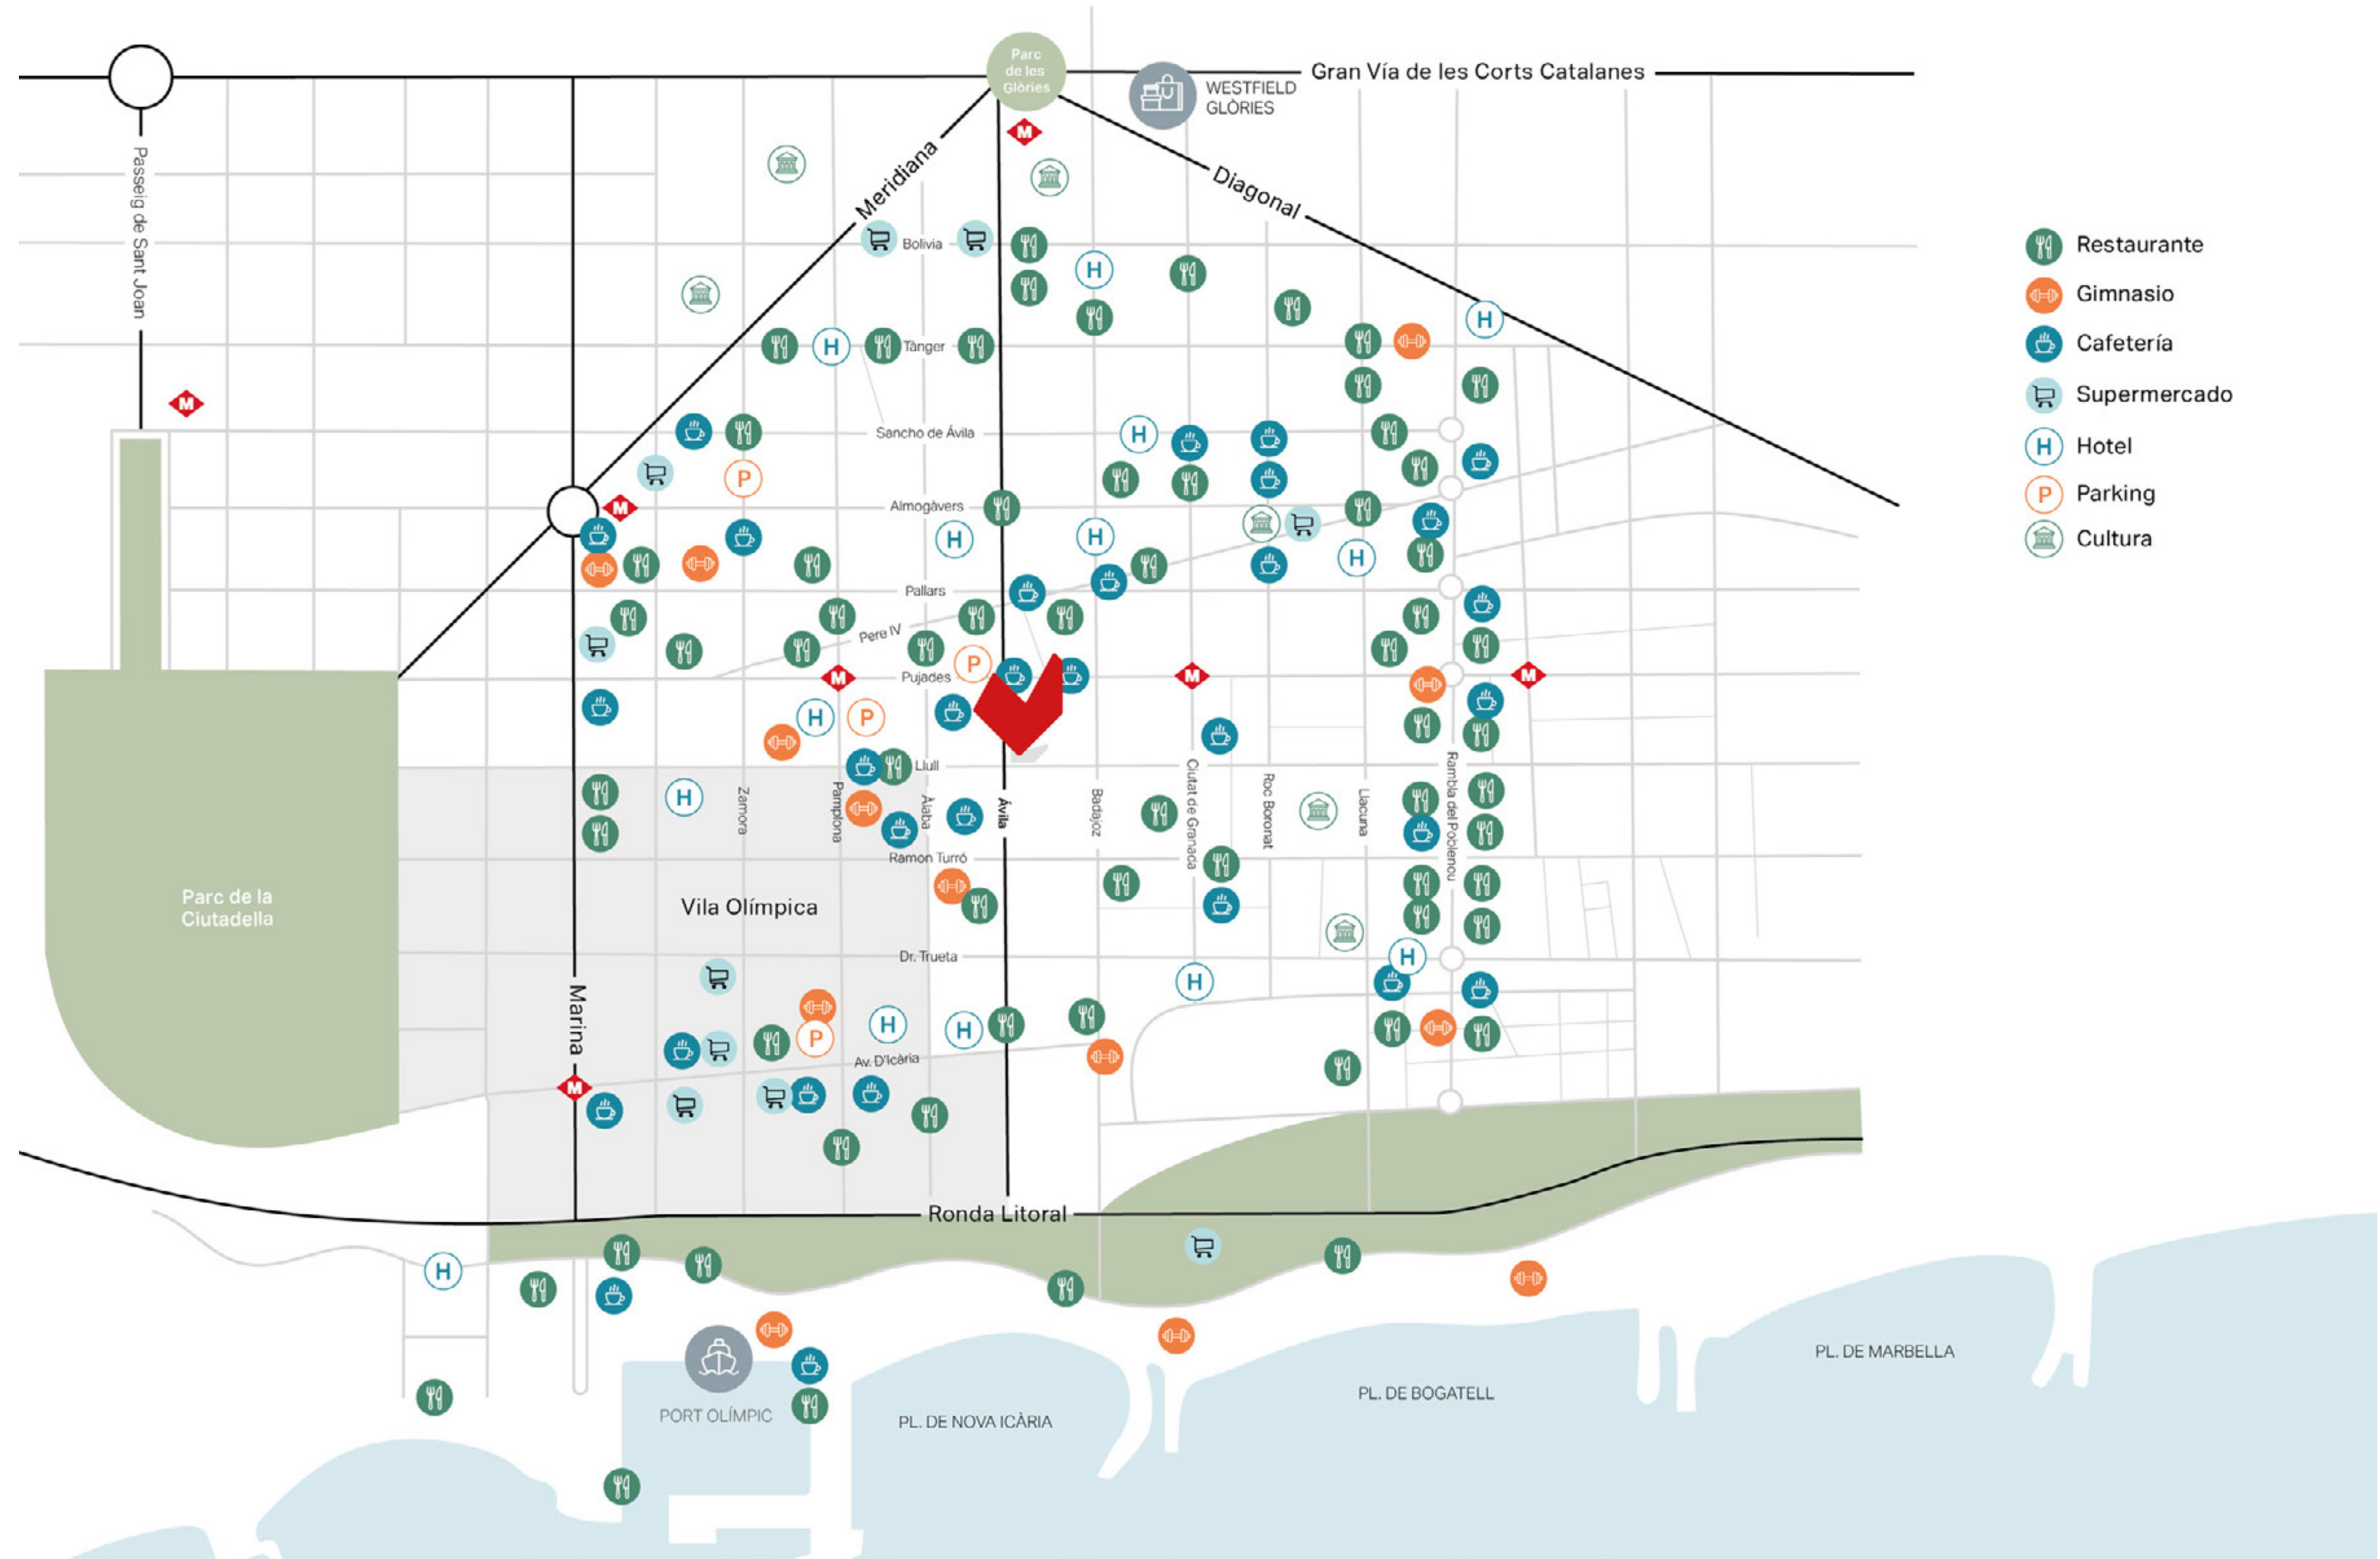 Parc
de les
Glòries
Gran Vía de les Corts Catalanes
WESTFIELD
GLÒRIES
M
Passeig de Sant Joan
Meridiana
Diagonal
Bolivia
H
Restaurante
Gimnasio
H
Cafetería
H
Tànger
Supermercado
M
Sancho de Ávila
H
H Hotel
P
P Parking
M
Almogàvers
H
H
Cultura
H
Pallars
Pere IV
P
M
Pujades
M
M
H
P
Llull
H
Zamora
Pamplona
Àlaba
Ávila
Badajoz
Ciutat de Granada
Roc Boronat
Llacuna
Rambla del Poblenou
Ramon Turró
Parc de la
Ciutadella
Vila Olímpica
Dr. Trueta
H
H
Marina
H
H
P
Av. D'Icària
M
Ronda Litoral
H
PORT OLÍMPIC
PL. DE NOVA ICÀRIA
PL. DE BOGATELL
PL. DE MARBELLA